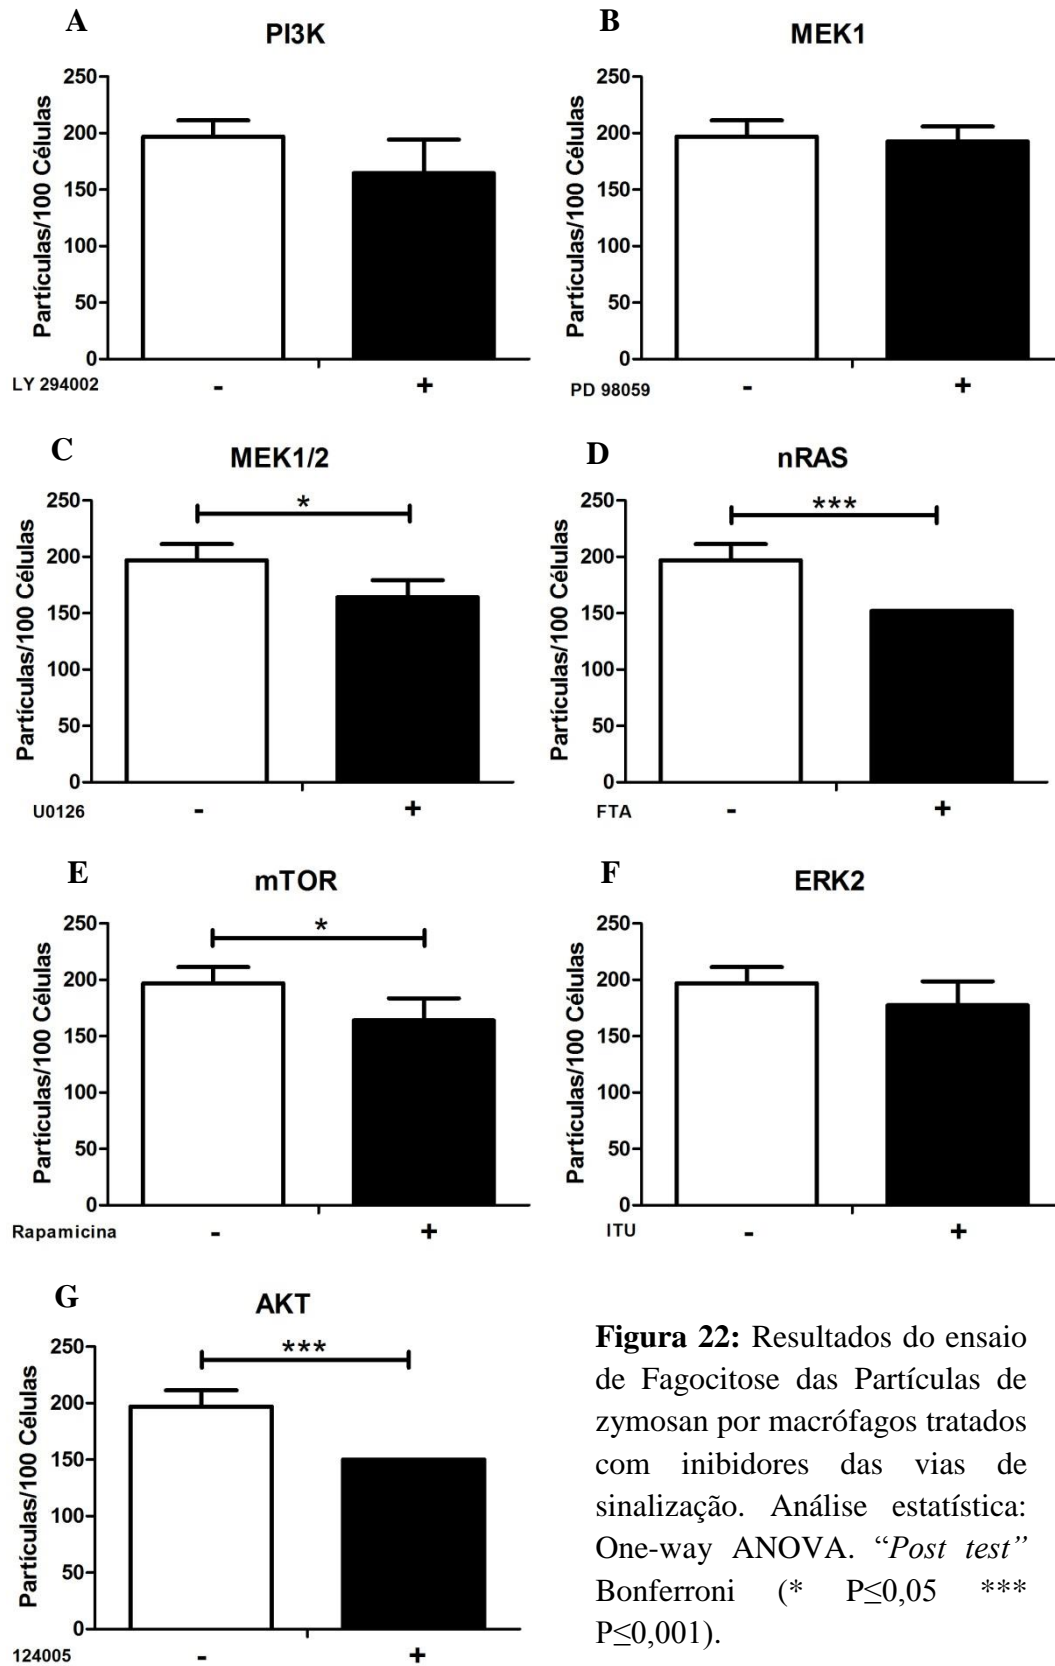 A
PI3K
Partículas/100 Células
250
200
150
100
50
0
LY 294002 - +
B
MEK1
Partículas/100 Células
250
200
150
100
50
0
PD 98059 - +
C
MEK1/2
Partículas/100 Células
250
200
150
100
50
0
*
U0126 - +
D
nRAS
Partículas/100 Células
250
200
150
100
50
0
***
FTA - +
E
mTOR
Partículas/100 Células
250
200
150
100
50
0
*
Rapamicina - +
F
ERK2
Partículas/100 Células
250
200
150
100
50
0
ITU - +
G
AKT
Partículas/100 Células
250
200
150
100
50
0
***
124005 - +
Figura 22: Resultados do ensaio
de Fagocitose das Partículas de
zymosan por macrófagos tratados
com inibidores das vias de
sinalização. Análise estatística:
One-way ANOVA. “Post test”
Bonferroni (* P≤0,05 ***
P≤0,001).